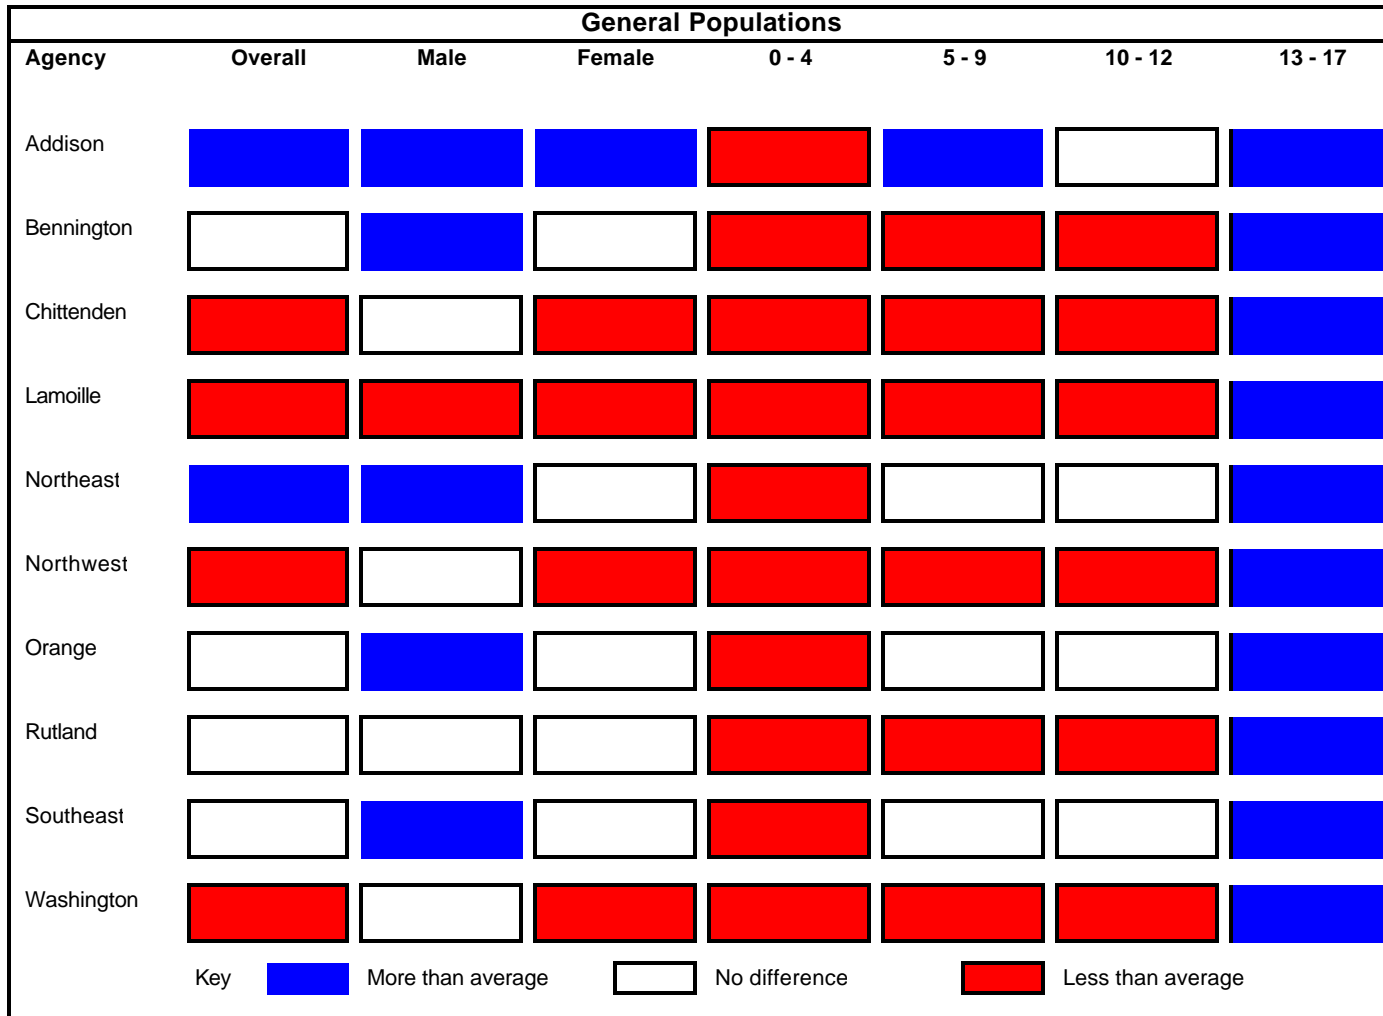 General Populations
Agency Overall Male Female 0 - 4 5 - 9 10 - 12 13 - 17
Addison
Bennington
Chittenden
Lamoille
Northeast
Northwest
Orange
Rutland
Southeast
Washington
Key More than average No difference Less than average